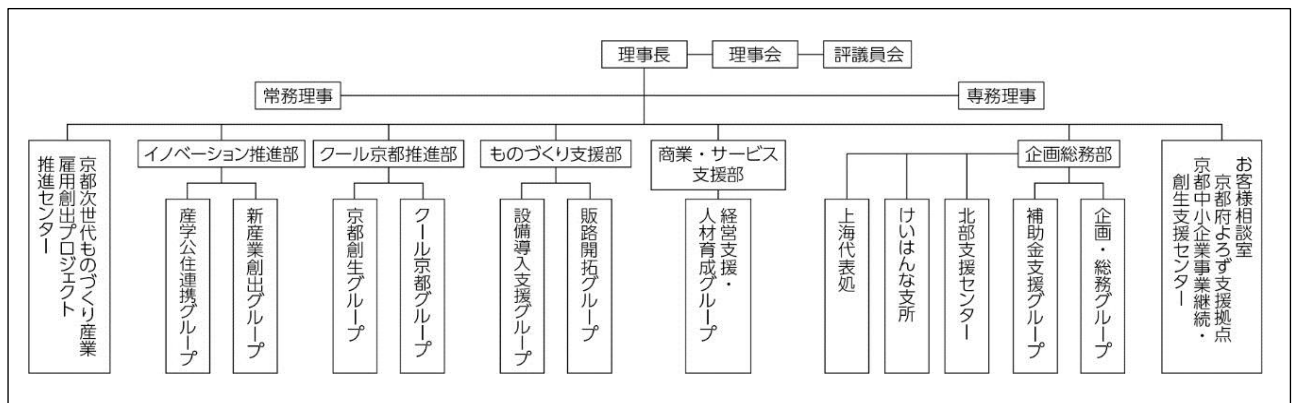 理事長
理事会
評議員会
常務理事
専務理事
京都次世代ものづくり産業
雇用創出プロジェクト
推進センター
イノベーション推進部
産学公住連携グループ
新産業創出グループ
クール京都推進部
京都創生グループ
クール京都グループ
ものづくり支援部
設備導入支援グループ
販路開拓グループ
商業・サービス
支援部
経営支援・
人材育成グループ
企画総務部
上海代表処
けいはんな支所
北部支援センター
補助金支援グループ
企画・総務グループ
お客様相談室
京都府よろず支援拠点
京都中小企業事業継続・
創生支援センター